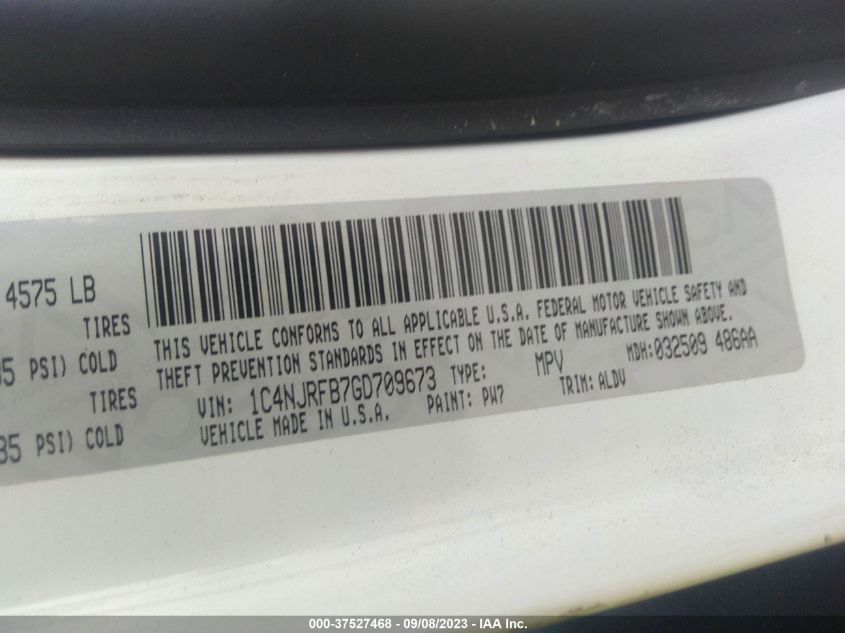 4575 LB
TIRES
PSI) COLD
TIRES
35 PSI) COLD
THIS VEHICLE CONFORMS TO ALL APPLICABLE U.S.A. FEDERAL MOTOR VEHICLE SAFETY AND
THEFT PREVENTION STANDARDS IN EFFECT ON THE DATE OF MANUFACTURE SHOWN ABOVE.
VIN: 1C4NJRFB7GD709673 TYPE: MPV MDH:032509 486AA
VEHICLE MADE IN U.S.A. PAINT: PW7 TRIM: ALDV
000-37527468 - 09/08/2023 - IAA Inc.